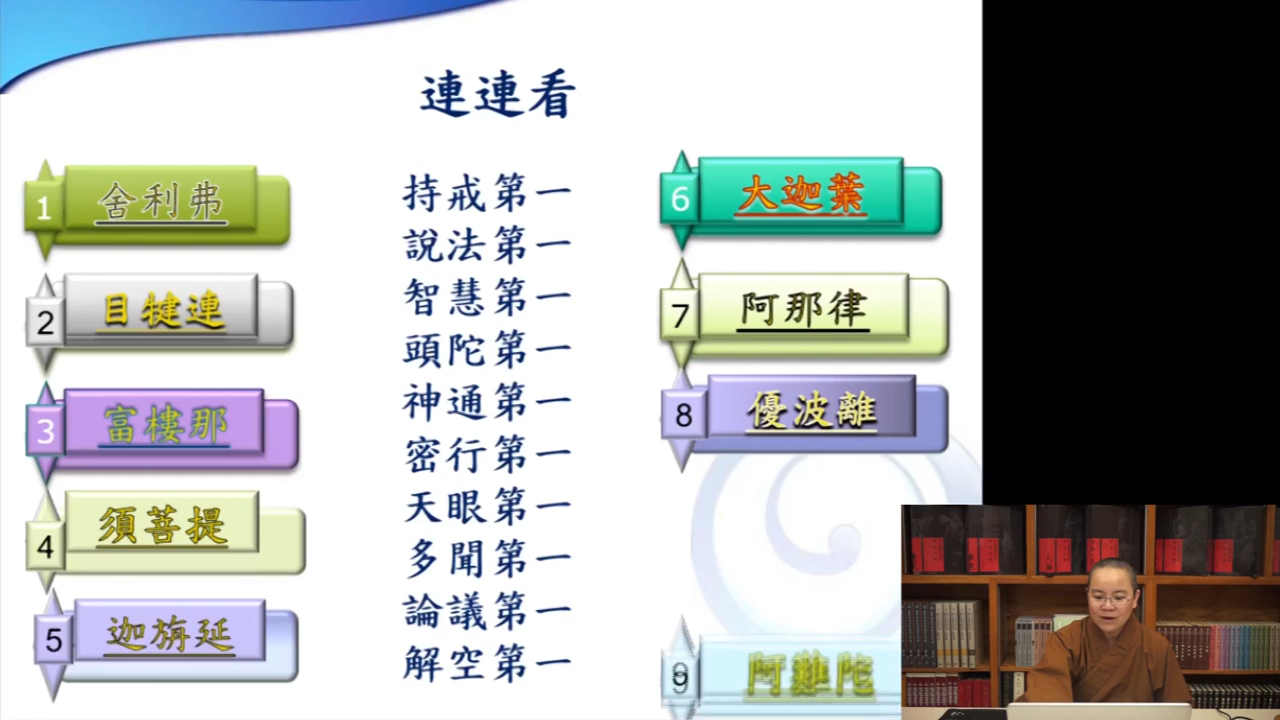 連連看
1 舍利弗
2 目犍連
3 富樓那
4 須菩提
5 迦旃延
持戒第一
說法第一
智慧第一
頭陀第一
神通第一
密行第一
天眼第一
多聞第一
論議第一
解空第一
6 大迦葉
7 阿那律
8 優波離
9 阿難陀